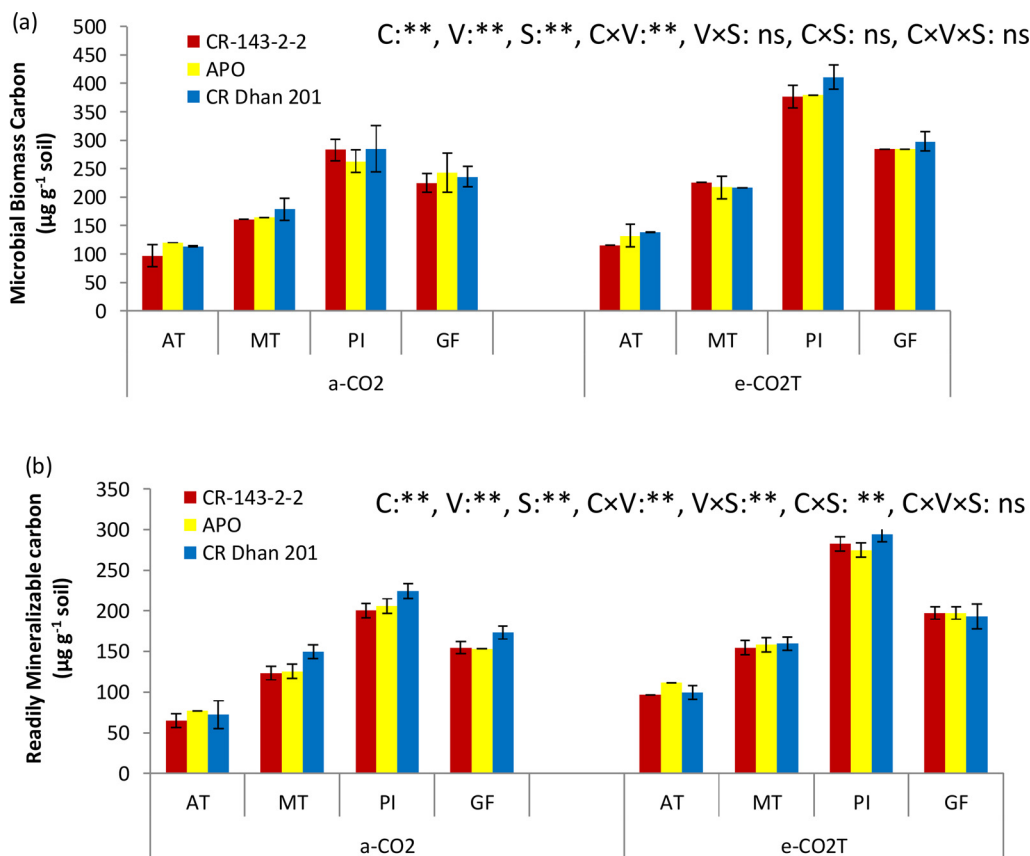 (a)
C:**, V:**, S:**, C×V:**, V×S: ns, C×S: ns, C×V×S: ns
CR-143-2-2
APO
CR Dhan 201
Microbial Biomass Carbon
(µg g⁻¹ soil)
500
450
400
350
300
250
200
150
100
50
0
AT MT PI GF AT MT PI GF
a-CO2 e-CO2T
(b)
C:**, V:**, S:**, C×V:**, V×S:**, C×S: **, C×V×S: ns
CR-143-2-2
APO
CR Dhan 201
Readily Mineralizable carbon
(µg g⁻¹ soil)
350
300
250
200
150
100
50
0
AT MT PI GF AT MT PI GF
a-CO2 e-CO2T